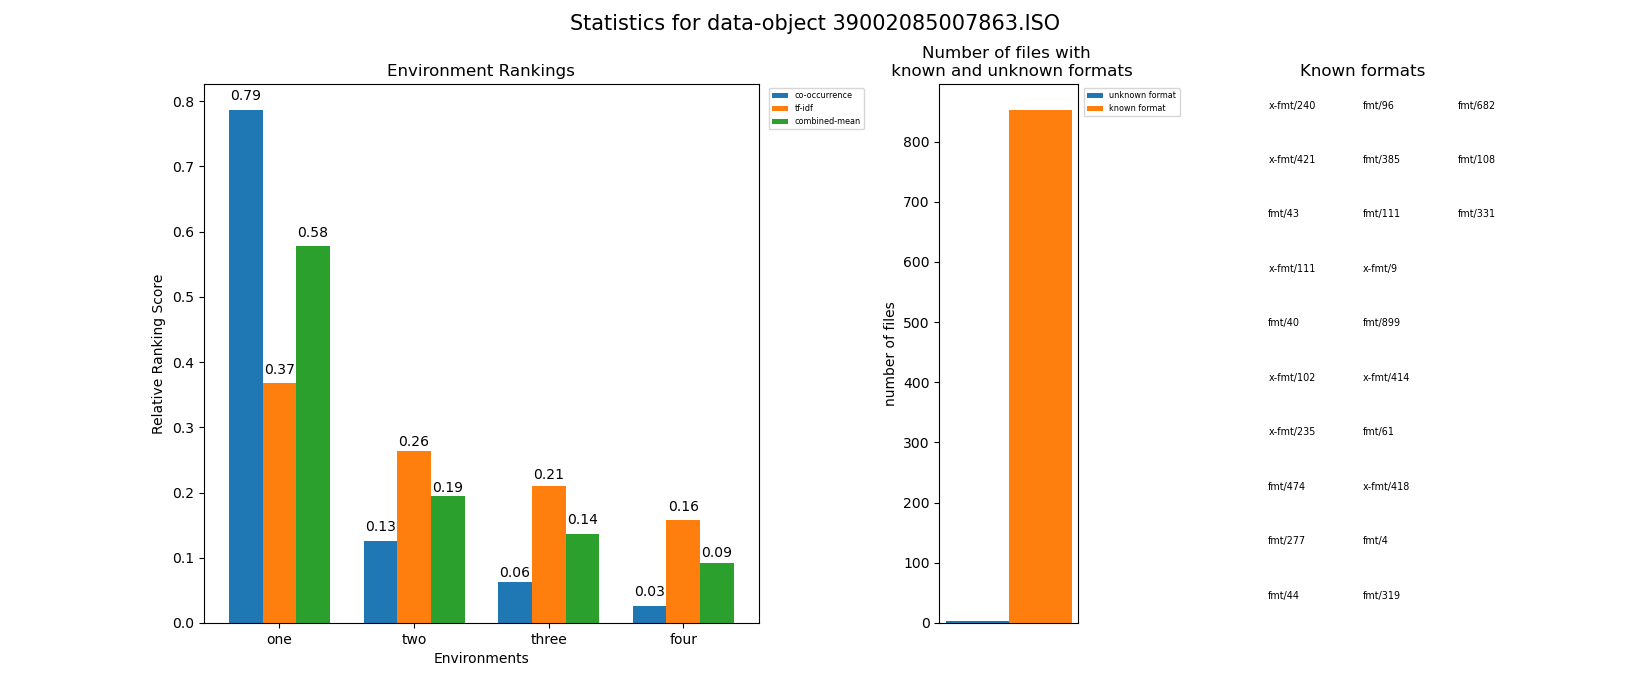 Statistics for data-object 39002085007863.ISO
Environment Rankings
Relative Ranking Score
0.8
0.7
0.6
0.5
0.4
0.3
0.2
0.1
0.0
0.79
0.37
0.58
0.13
0.26
0.19
0.06
0.21
0.14
0.03
0.16
0.09
one two three four
Environments
co-occurrence
tf-idf
combined-mean
Number of files with
known and unknown formats
number of files
800
700
600
500
400
300
200
100
0
unknown format
known format
Known formats
x-fmt/240 fmt/96 fmt/682
x-fmt/421 fmt/385 fmt/108
fmt/43 fmt/111 fmt/331
x-fmt/111 x-fmt/9
fmt/40 fmt/899
x-fmt/102 x-fmt/414
x-fmt/235 fmt/61
fmt/474 x-fmt/418
fmt/277 fmt/4
fmt/44 fmt/319